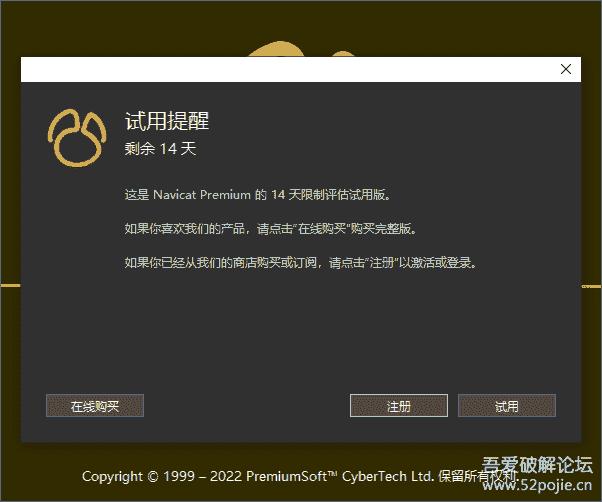 试用提醒
剩余 14 天
这是 Navicat Premium 的 14 天限制评估试用版。
如果你喜欢我们的产品，请点击“在线购买”购买完整版。
如果你已经从我们的商店购买或订阅，请点击“注册”以激活或登录。
在线购买 注册 试用
吾爱破解论坛
Copyright © 1999 – 2022 PremiumSoft™ CyberTech Ltd. 保留所有权利.
www.52pojie.cn